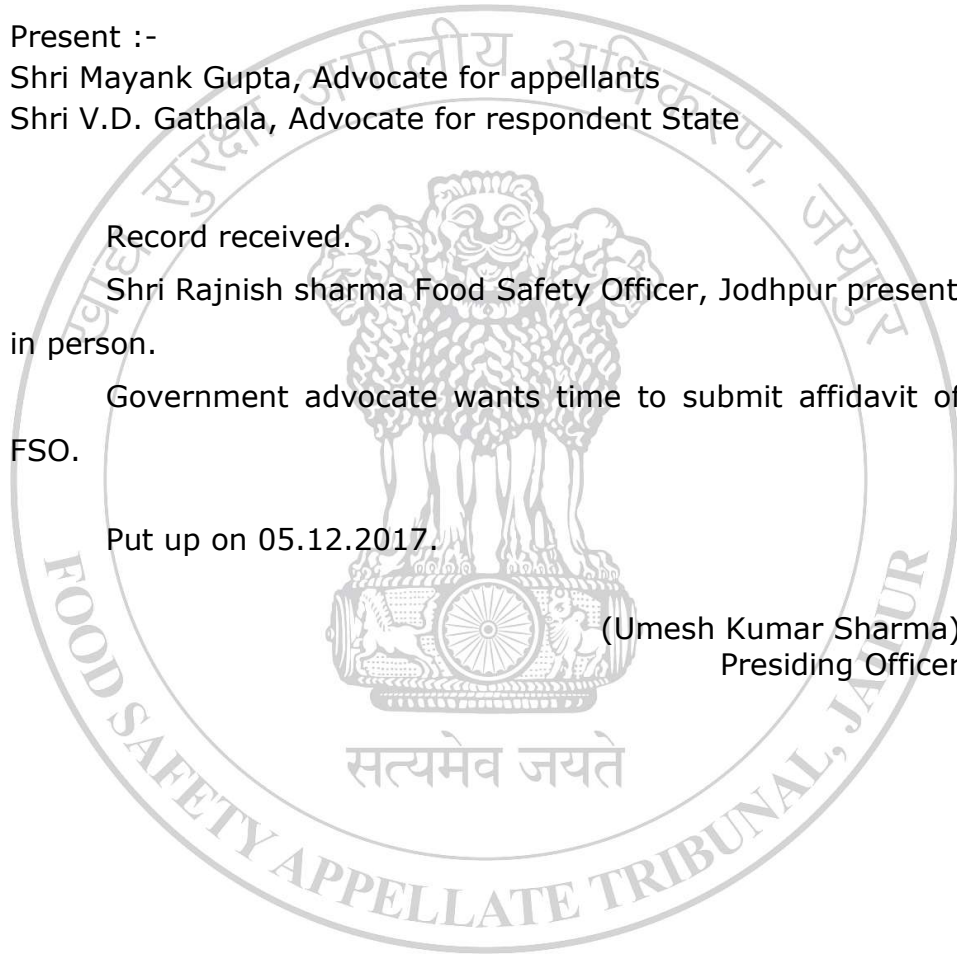 Present :-
Shri Mayank Gupta, Advocate for appellants
Shri V.D. Gathala, Advocate for respondent State
Record received.
Shri Rajnish sharma Food Safety Officer, Jodhpur present
in person.
Government advocate wants time to submit affidavit of
FSO.
Put up on 05.12.2017.
(Umesh Kumar Sharma)
Presiding Officer
सत्यमेव जयते
खाद्य सुरक्षा अपीलीय अधिकरण, जयपुर
FOOD SAFETY APPELLATE TRIBUNAL, JAIPUR